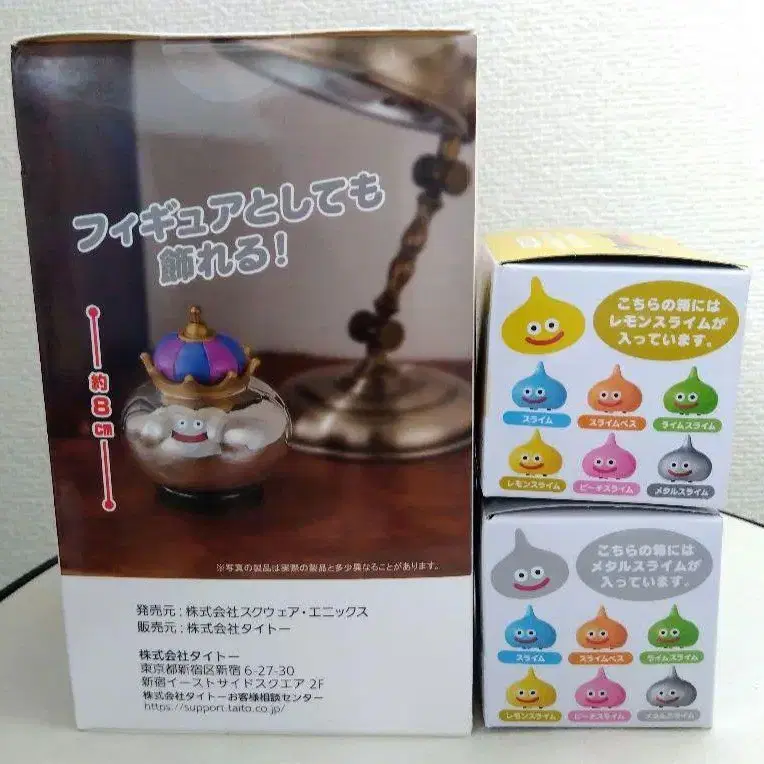 フィギュアとしても
飾れる!
約8cm
※写真の製品は実際の製品と多少異なることがあります。
発売元:株式会社スクウェア・エニックス
販売元:株式会社タイトー
株式会社タイトー
東京都新宿区新宿 6-27-30
新宿イーストサイドスクエア 2F
株式会社タイトーお客様相談センター
https://support.taito.co.jp/
こちらの箱には
レモンスライムが
入っています。
スライム
スライムベス
ライムスライム
レモンスライム
ピーチスライム
メタルスライム
こちらの箱には
メタルスライムが
入っています。
スライム
スライムベス
ライムスライム
レモンスライム
ピーチスライム
メタルスライム